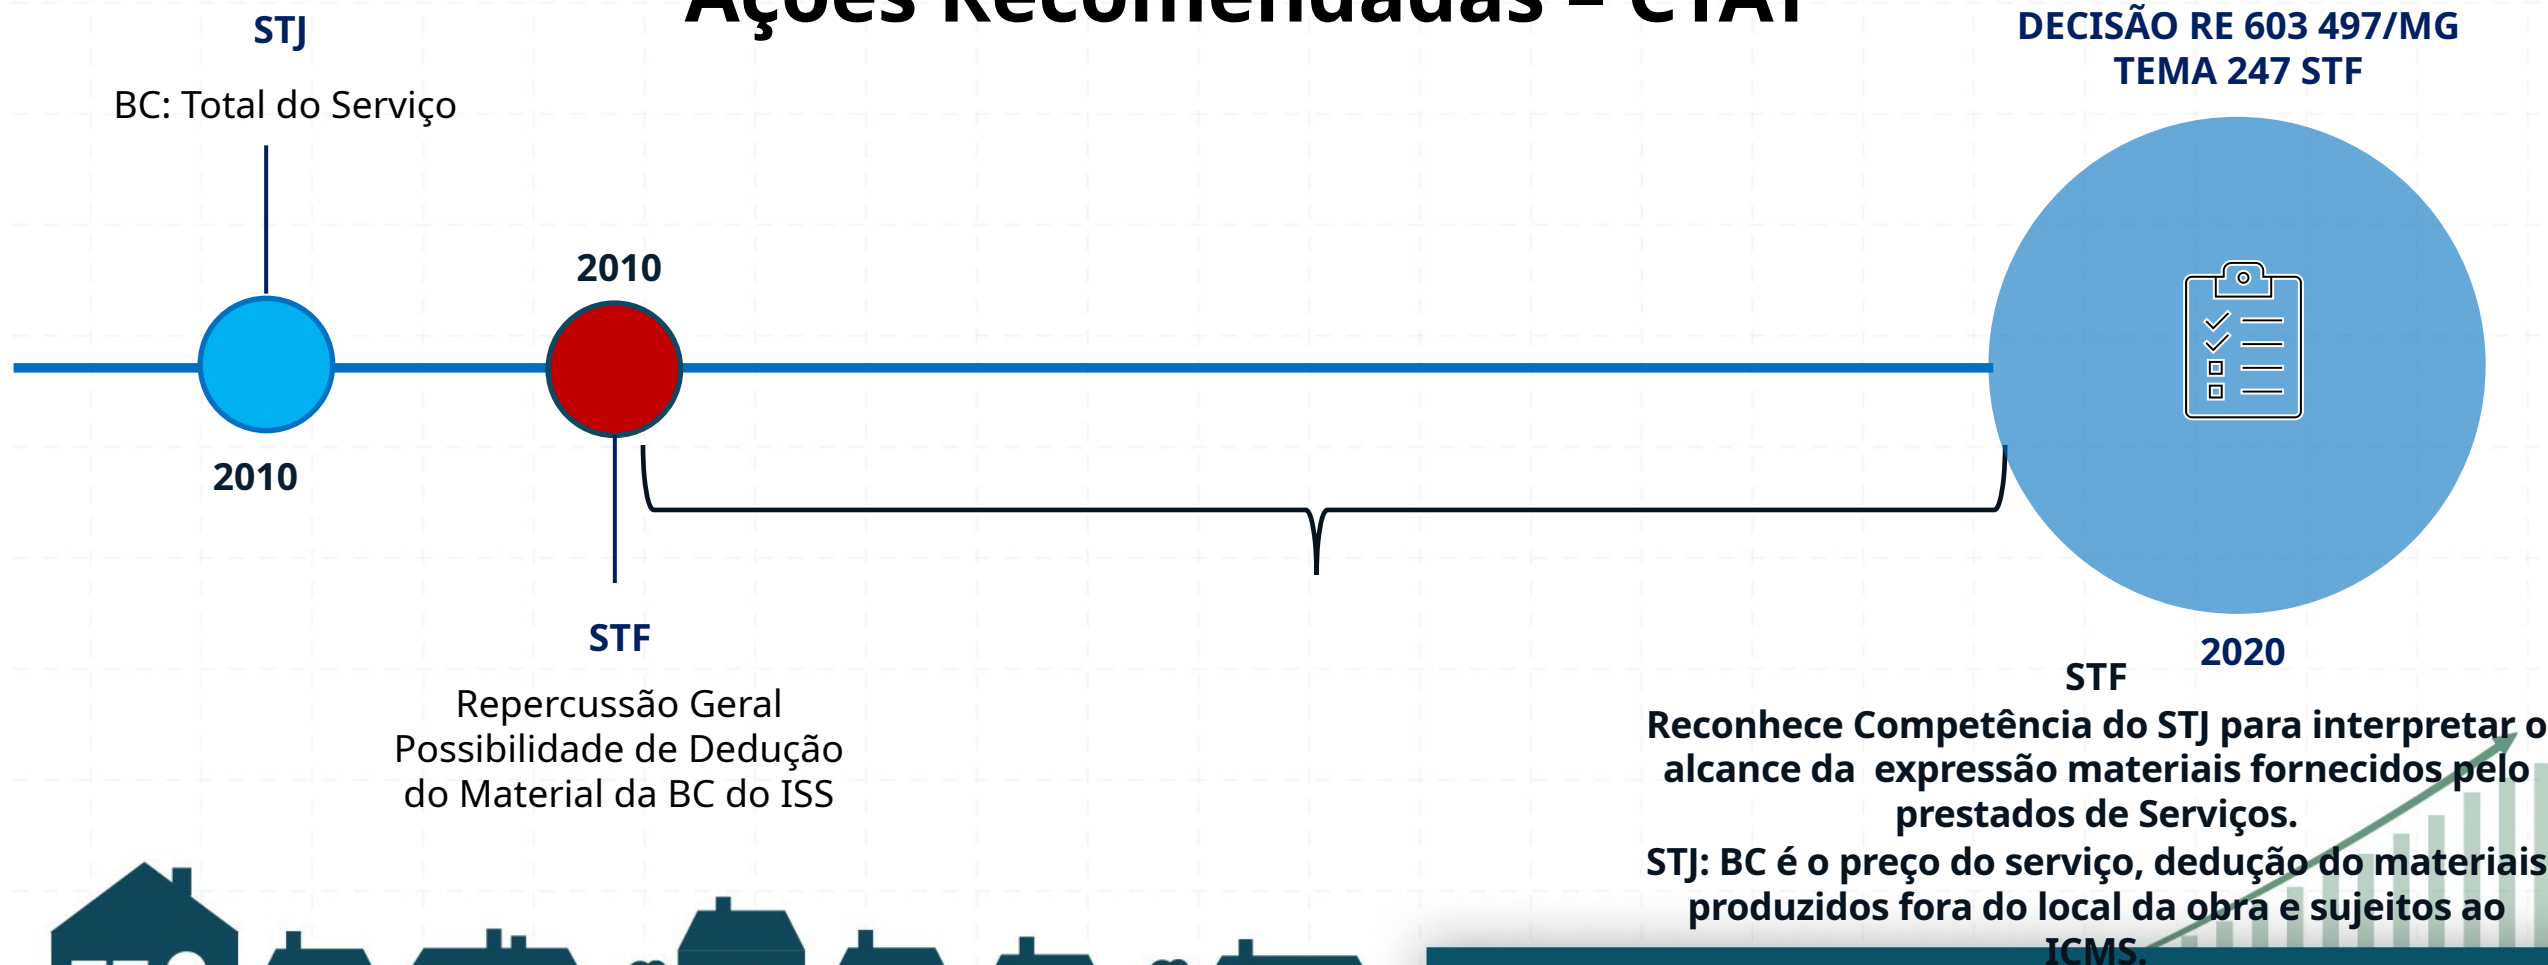 Ações Recomendadas – CTAT
STJ
BC: Total do Serviço
2010
2010
STF
Repercussão Geral
Possibilidade de Dedução
do Material da BC do ISS
DECISÃO RE 603 497/MG
TEMA 247 STF
2020
STF
Reconhece Competência do STJ para interpretar o
alcance da  expressão materiais fornecidos pelo
prestados de Serviços.
STJ: BC é o preço do serviço, dedução do materiais
produzidos fora do local da obra e sujeitos ao
ICMS.